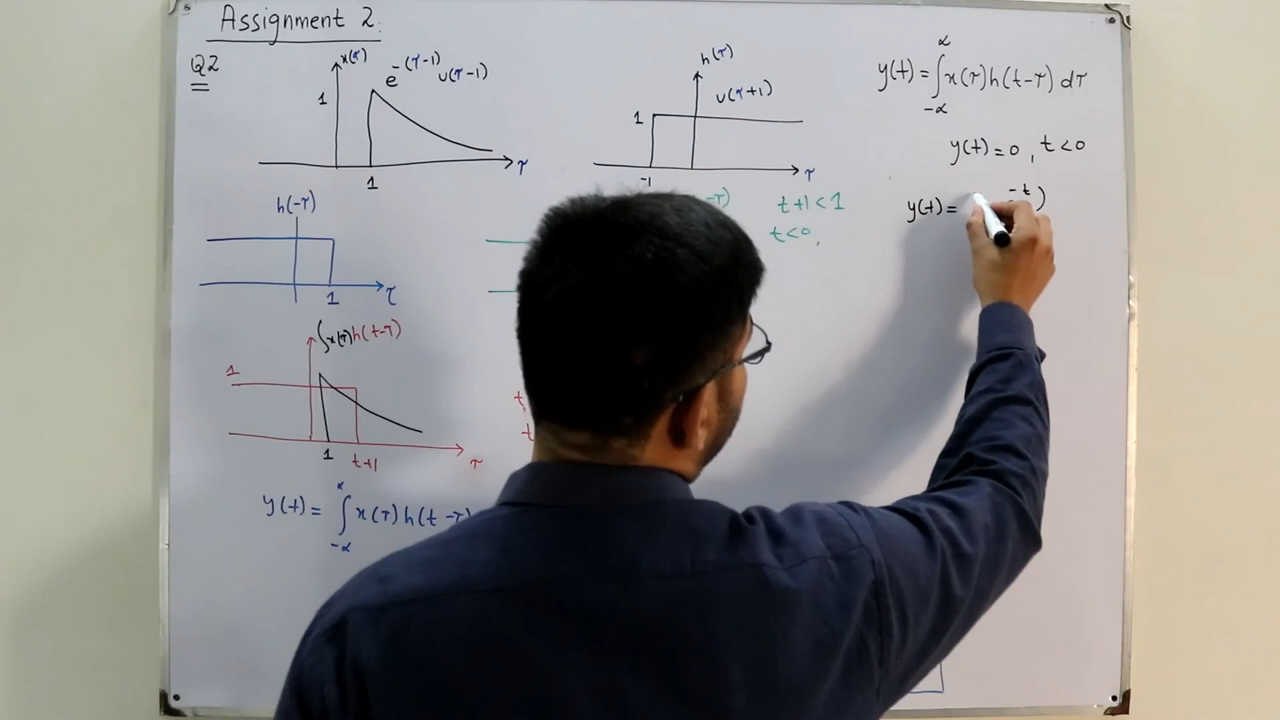 Assignment 2:
Q2
x(τ)
e^-(τ-1) u(τ-1)
1
1
τ
h(τ)
u(τ+1)
1
-1
τ
y(t) = ∫_{-α}^{α} x(τ) h(t-τ) dτ
y(t) = 0 , t < 0
y(t) =
-t
)
h(-τ)
1
τ
-τ)
t+1 < 1
t < 0,
∫x(τ)h(t-τ)
1
1
t+1
τ
t
t
y(t) = ∫_{-α}^{α} x(τ) h(t-τ)